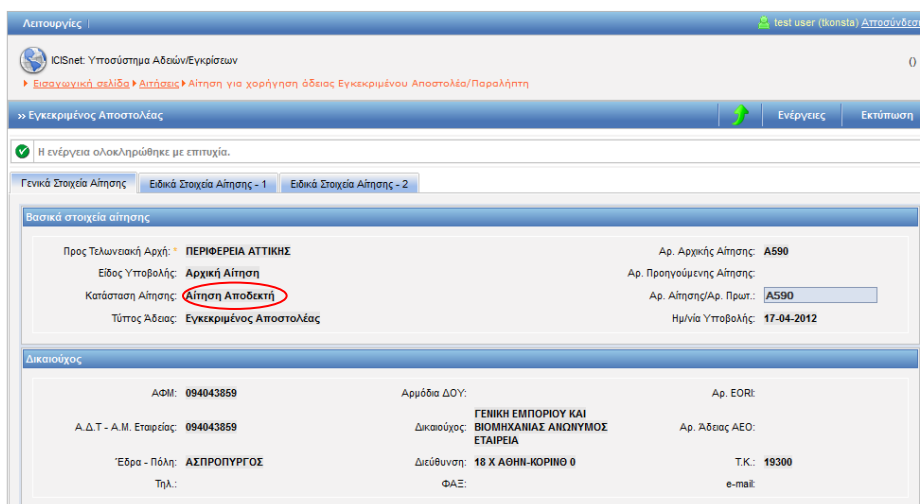 Λειτουργίες | test user (tkonsta) Αποσύνδεση
ICISnet: Υποσύστημα Αδειών/Εγκρίσεων ()
Εισαγωγική σελίδα Αιτήσεις Αίτηση για χορήγηση άδειας Εγκεκριμένου Αποστολέα/Παραλήπτη
›› Εγκεκριμένος Αποστολέας Ενέργειες Εκτύπωση
Η ενέργεια ολοκληρώθηκε με επιτυχία.
Γενικά Στοιχεία Αίτησης Ειδικά Στοιχεία Αίτησης - 1 Ειδικά Στοιχεία Αίτησης - 2
Βασικά στοιχεία αίτησης
Προς Τελωνειακή Αρχή: * ΠΕΡΙΦΕΡΕΙΑ ΑΤΤΙΚΗΣ Αρ. Αρχικής Αίτησης: A590
Είδος Υποβολής: Αρχική Αίτηση Αρ. Προηγούμενης Αίτησης:
Κατάσταση Αίτησης: Αίτηση Αποδεκτή Αρ. Αίτησης/Αρ. Πρωτ.: A590
Τύπος Άδειας: Εγκεκριμένος Αποστολέας Ημ/νία Υποβολής: 17-04-2012
Δικαιούχος
ΑΦΜ: 094043859 Αρμόδια ΔΟΥ: Αρ. EORI:
Α.Δ.Τ - Α.Μ. Εταιρείας: 094043859 Δικαιούχος: ΓΕΝΙΚΗ ΕΜΠΟΡΙΟΥ ΚΑΙ ΒΙΟΜΗΧΑΝΙΑΣ ΑΝΩΝΥΜΟΣ ΕΤΑΙΡΕΙΑ Αρ. Άδειας AEO:
Έδρα - Πόλη: ΑΣΠΡΟΠΥΡΓΟΣ Διεύθυνση: 18 Χ ΑΘΗΝ-ΚΟΡΙΝΘ 0 Τ.Κ.: 19300
Τηλ.: ΦΑΞ: e-mail: